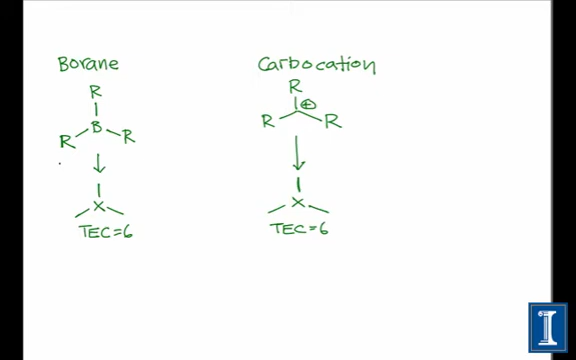 Borane
R
B
R R
X
TEC=6
Carbocation
R
⊕
R R
X
TEC=6
I